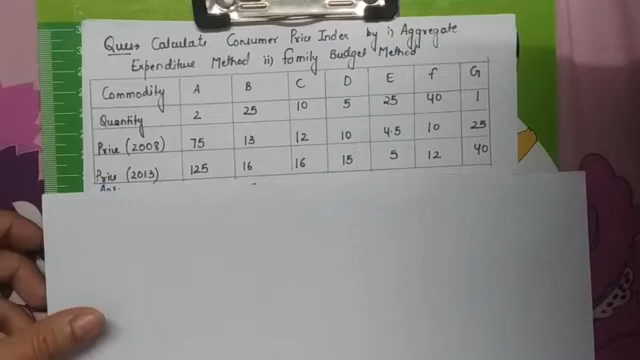 Ques→ Calculate Consumer Price Index by i) Aggregate
Expenditure Method ii) family Budget Method
Commodity A B C D E f G
Quantity 2 25 10 5 25 40 1
Price (2008) 75 13 12 10 4.5 10 25
Price (2013) 125 16 16 15 5 12 40